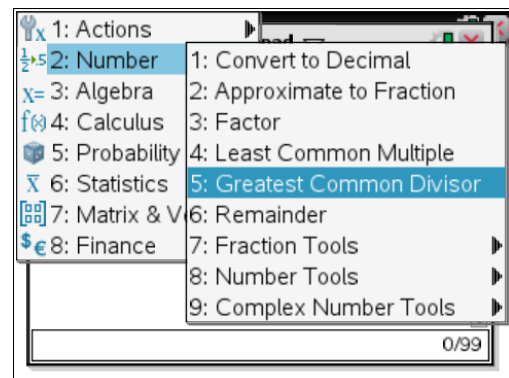 1: Actions
2: Number
3: Algebra
4: Calculus
5: Probability
6: Statistics
7: Matrix & V
8: Finance
1: Convert to Decimal
2: Approximate to Fraction
3: Factor
4: Least Common Multiple
5: Greatest Common Divisor
6: Remainder
7: Fraction Tools
8: Number Tools
9: Complex Number Tools
0/99